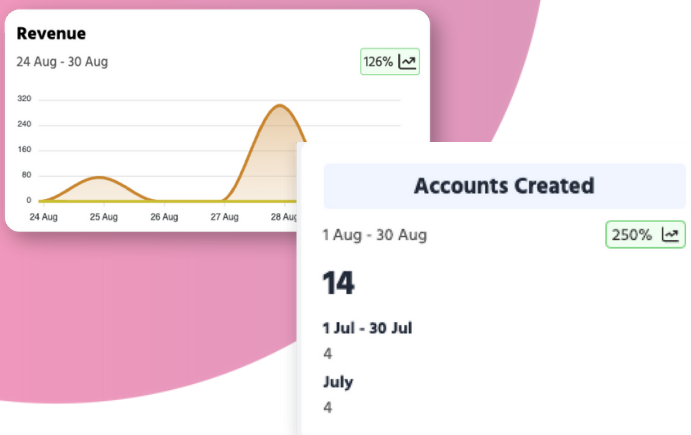 Revenue
24 Aug - 30 Aug
126%
320
240
160
80
0
24 Aug 25 Aug 26 Aug 27 Aug 28 Aug
Accounts Created
1 Aug - 30 Aug
250%
14
1 Jul - 30 Jul
4
July
4